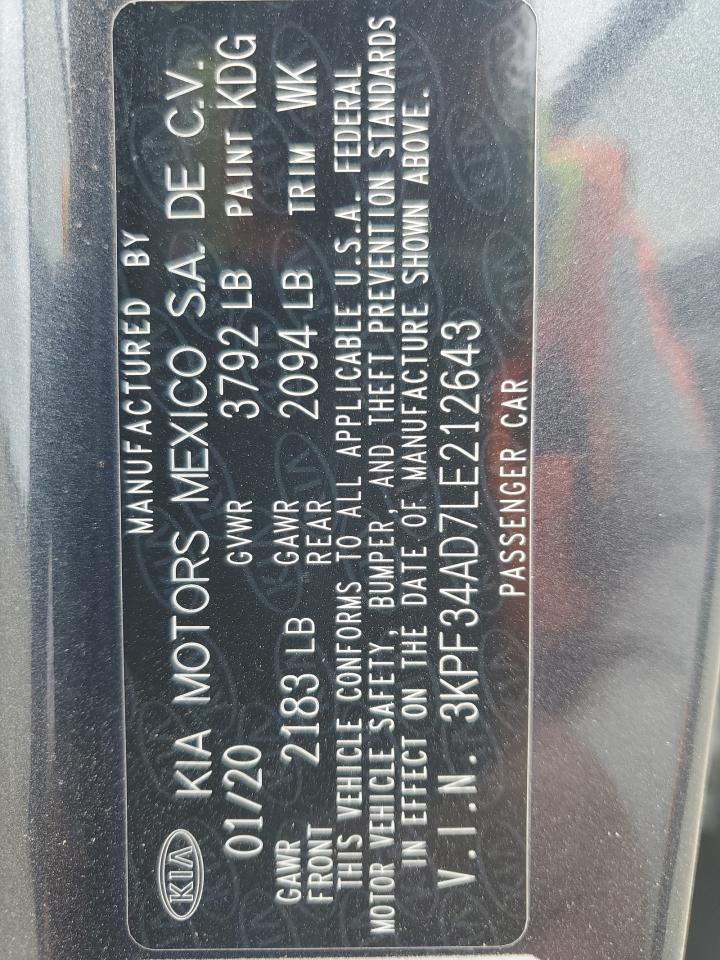 MANUFACTURED BY
KIA KIA MOTORS MEXICO S.A. DE C.V.
01/20 GVWR 3792 LB PAINT KDG
GAWR FRONT 2183 LB GAWR REAR 2094 LB TRIM WK
THIS VEHICLE CONFORMS TO ALL APPLICABLE U.S.A. FEDERAL
MOTOR VEHICLE SAFETY, BUMPER, AND THEFT PREVENTION STANDARDS
IN EFFECT ON THE DATE OF MANUFACTURE SHOWN ABOVE.
V.I.N. 3KPF34AD7LE212643
PASSENGER CAR